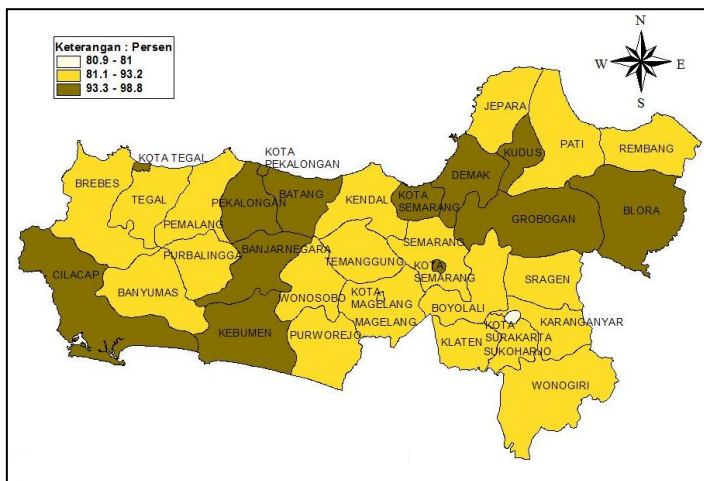 Keterangan : Persen
80.9 - 81
81.1 - 93.2
93.3 - 98.8
N
W
E
S
JEPARA
KOTA TEGAL
KOTA
PEKALONGAN
KUDUS
PATI
REMBANG
BREBES
TEGAL
PEMALANG
PEKALONGAN
BATANG
KENDAL
KOTA
SEMARANG
DEMAK
GROBOGAN
BLORA
CILACAP
PURBALINGGA
BANJARNEGARA
TEMANGGUNG
SEMARANG
KOTA
SEMARANG
SRAGEN
BANYUMAS
WONOSOBO
KOTA
MAGELANG
BOYOLALI
KEBUMEN
PURWOREJO
MAGELANG
KLATEN
KOTA
SURAKARTA
SUKOHARJO
KARANGANYAR
WONOGIRI